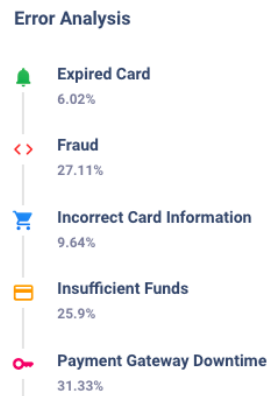 Error Analysis
Expired Card
6.02%
Fraud
27.11%
Incorrect Card Information
9.64%
Insufficient Funds
25.9%
Payment Gateway Downtime
31.33%